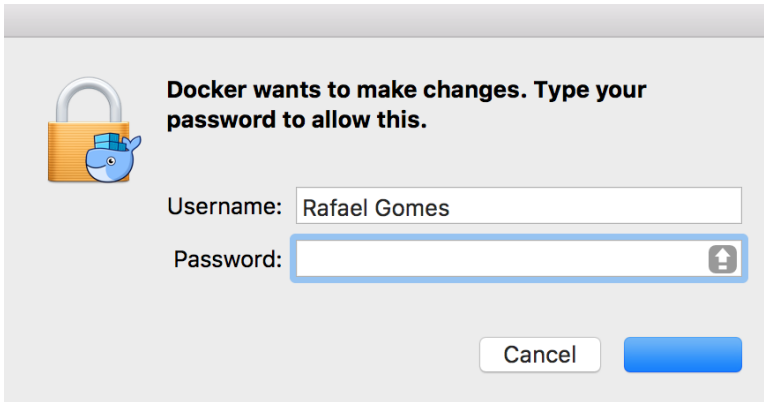 Docker wants to make changes. Type your
password to allow this.
Username: Rafael Gomes
Password:
Cancel